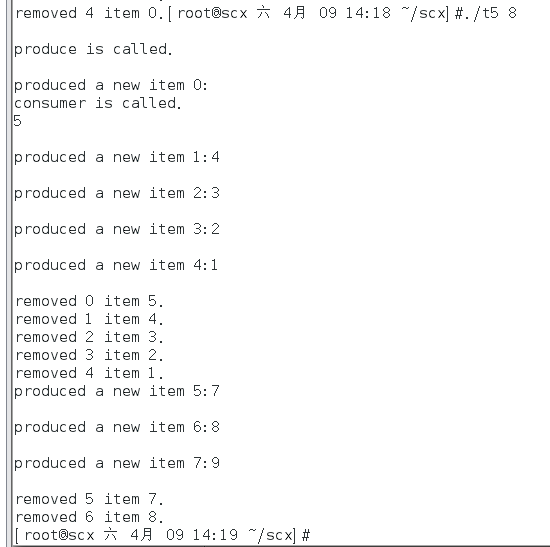 removed 4 item 0.[root@scx 六 4月 09 14:18 ~/scx]#./t5 8
produce is called.
produced a new item 0:
consumer is called.
5
produced a new item 1:4
produced a new item 2:3
produced a new item 3:2
produced a new item 4:1
removed 0 item 5.
removed 1 item 4.
removed 2 item 3.
removed 3 item 2.
removed 4 item 1.
produced a new item 5:7
produced a new item 6:8
produced a new item 7:9
removed 5 item 7.
removed 6 item 8.
[root@scx 六 4月 09 14:19 ~/scx]#